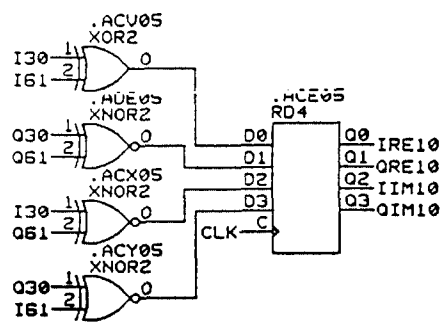 .ACV05
XOR2
I30 1 O
I61 2
.ADE05
XNOR2
Q30 1 O
Q61 2
.ACX05
XNOR2
I30 1 O
Q61 2
.ACY05
XNOR2
Q30 1 O
I61 2
.ACE05
RD4
D0 Q0 IRE10
D1 Q1 QRE10
D2 Q2 IIM10
D3 Q3 QIM10
CLK C